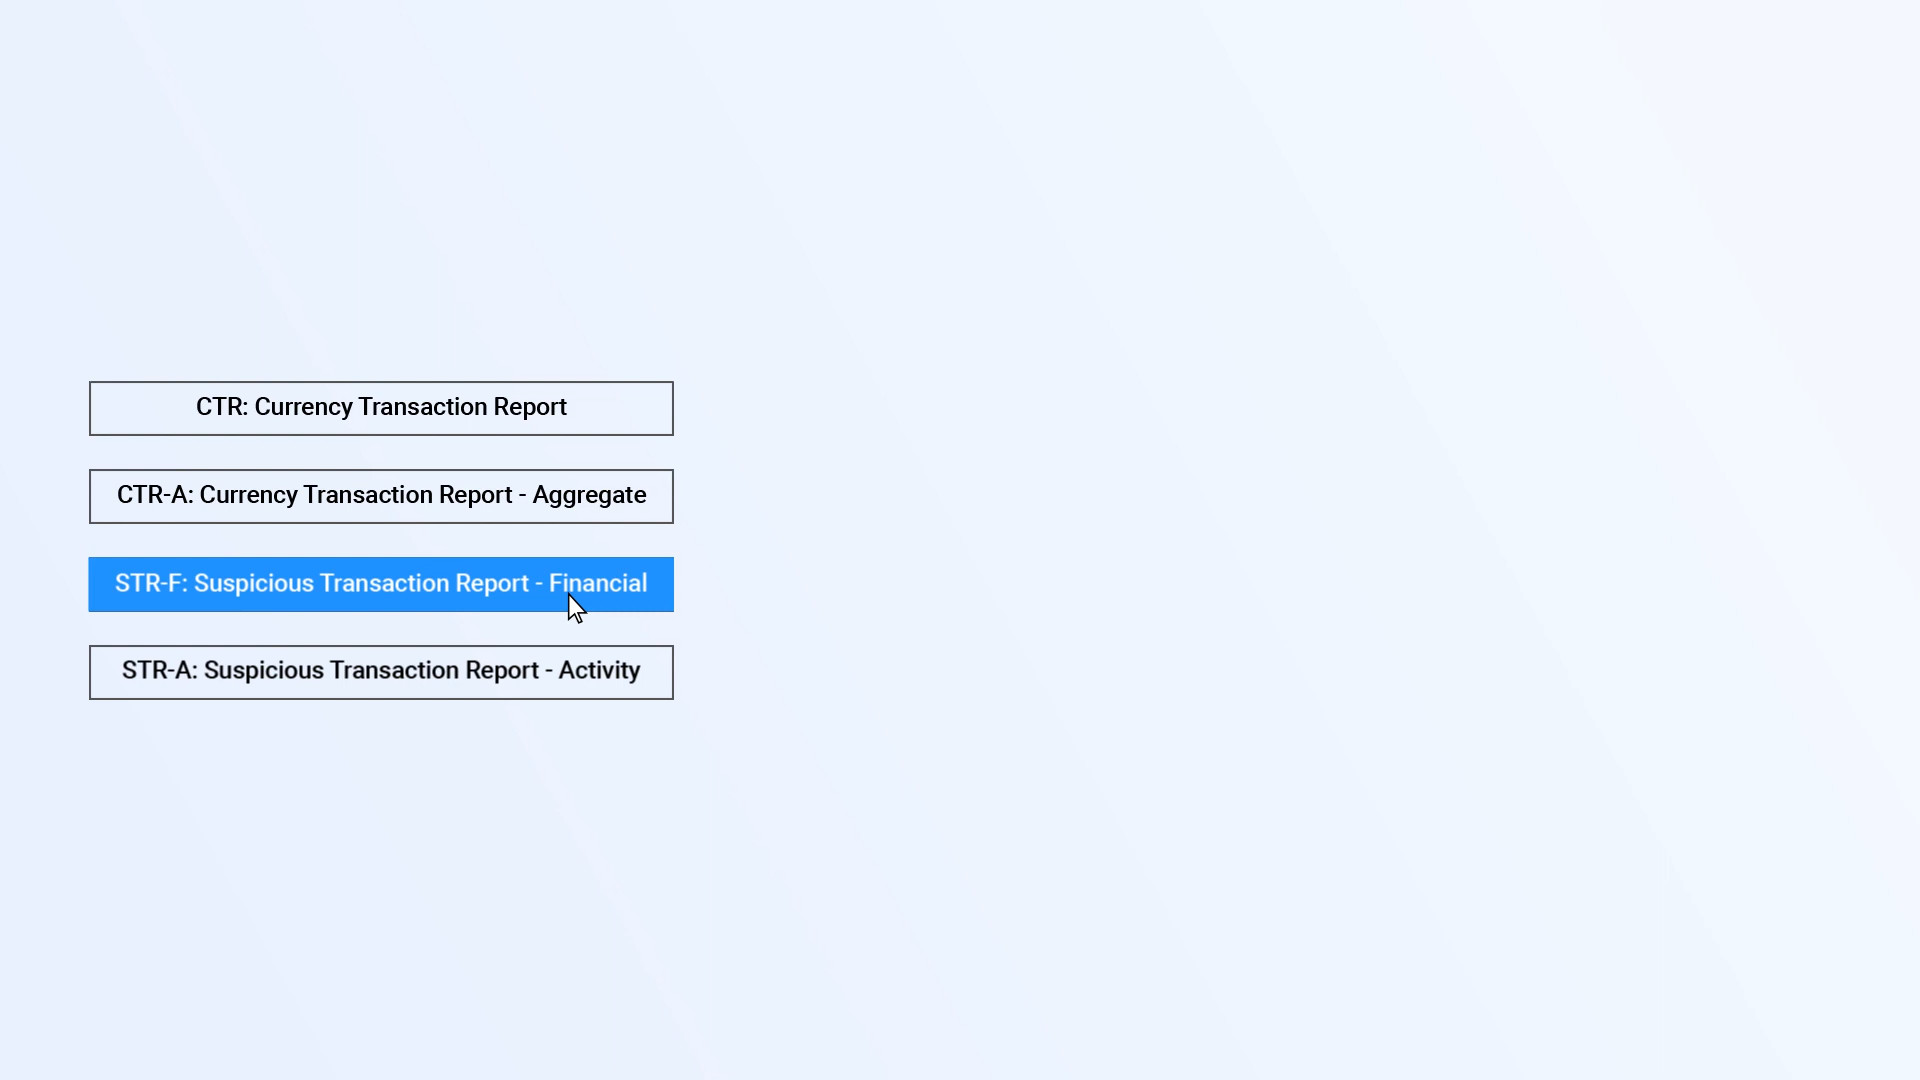 CTR: Currency Transaction Report
CTR-A: Currency Transaction Report - Aggregate
STR-F: Suspicious Transaction Report - Financial
STR-A: Suspicious Transaction Report - Activity